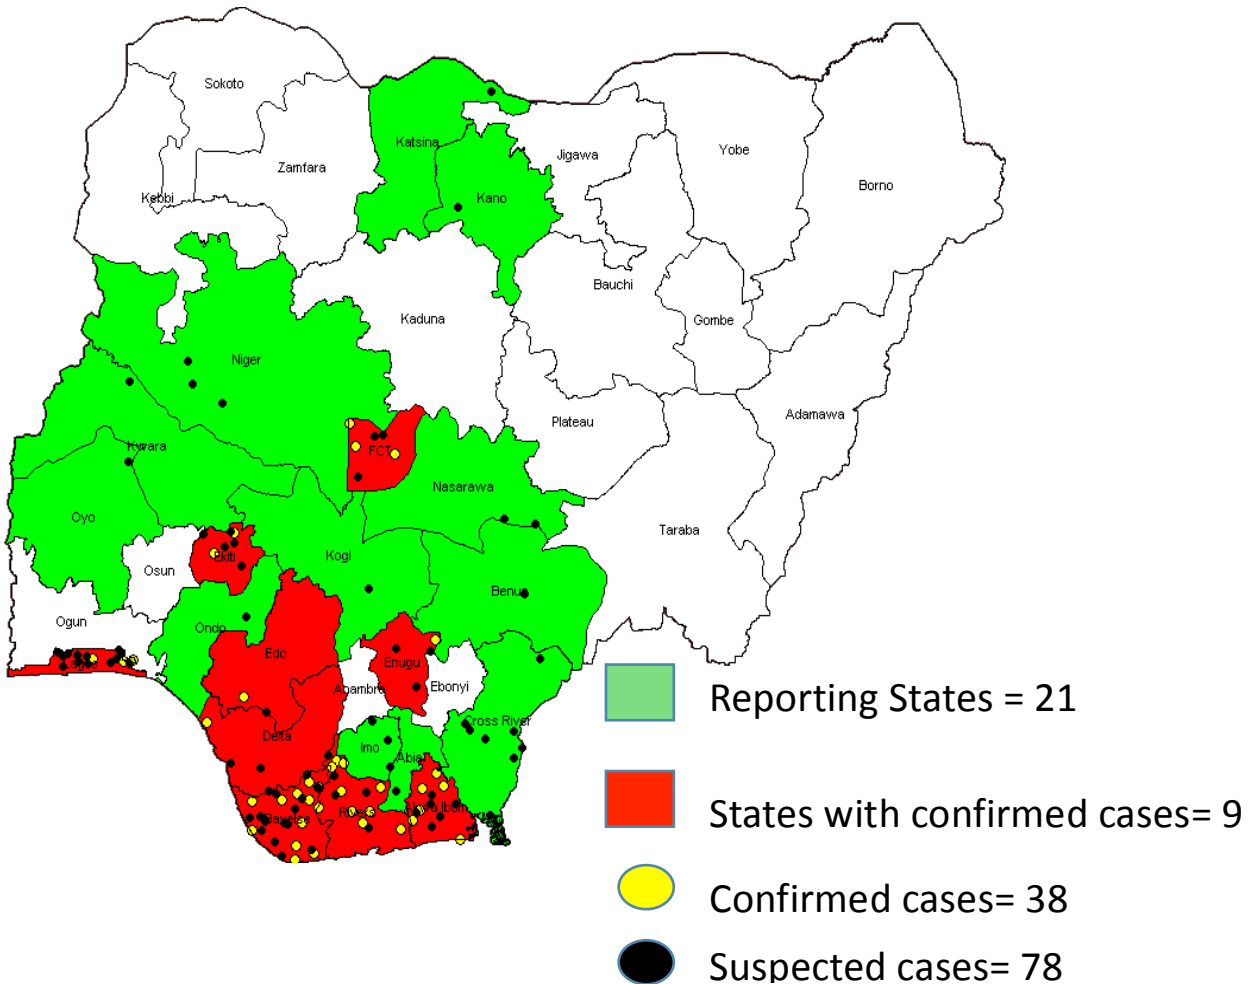 Sokoto
Katsina
Zamfara
Jigawa
Yobe
Borno
Kebbi
Kano
Bauchi
Kaduna
Gombe
Niger
Plateau
Adamawa
Kwara
FCT
Nasarawa
Oyo
Taraba
Osun
Ekiti
Kogi
Benue
Ogun
Ondo
Edo
Enugu
Lagos
Anambra
Ebonyi
Delta
Cross River
Imo
Abia
Bayelsa
Rivers
Akwa Ibom
Reporting States = 21
States with confirmed cases= 9
Confirmed cases= 38
Suspected cases= 78